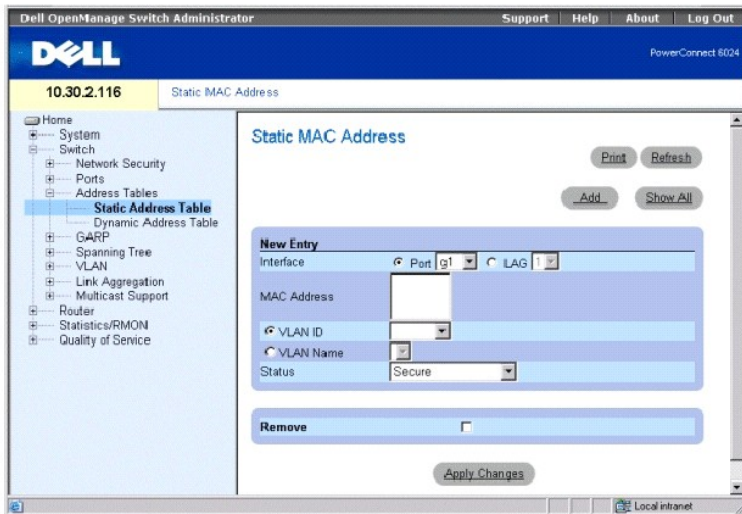 Dell OpenManage Switch Administrator Support Help About Log Out
DELL
PowerConnect 6024
10.30.2.116 Static MAC Address
Home
System
Switch
Network Security
Ports
Address Tables
Static Address Table
Dynamic Address Table
GARP
Spanning Tree
VLAN
Link Aggregation
Multicast Support
Router
Statistics/RMON
Quality of Service
Static MAC Address
Print Refresh
Add Show All
New Entry
Interface Port g1 LAG 1
MAC Address
VLAN ID
VLAN Name
Status Secure
Remove
Apply Changes
Local intranet